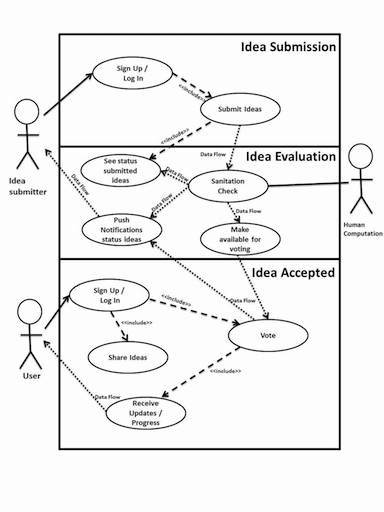 Idea Submission
Sign Up /
Log In
<<include>>
Submit Ideas
<<include>>
Idea
submitter
Data Flow
Idea Evaluation
See status
submitted
ideas
Data Flow
Sanitation
Check
Data Flow
Data Flow
Data Flow
Push
Notifications
status ideas
Make
available for
voting
Human
Computation
Idea Accepted
Sign Up /
Log In
<<include>>
Data Flow
<<include>>
Share Ideas
Vote
<<include>>
User
Data Flow
Receive
Updates /
Progress